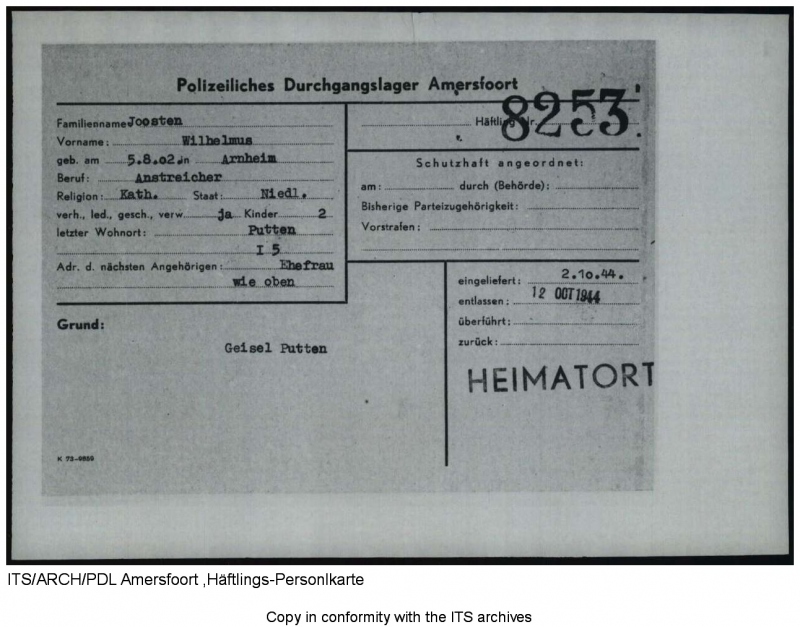 Polizeiliches Durchgangslager Amersfoort
Familienname Joosten
Vorname: Wilhelmus
geb. am 5.8.02. in Arnheim
Beruf: Anstreicher
Religion: Kath. Staat: Niedl.
verh., led., gesch., verw. ja Kinder 2
letzter Wohnort: Putten
I 5
Adr. d. nächsten Angehörigen: Ehefrau
wie oben
Häftling Nr. 8253
Schutzhaft angeordnet:
am: durch (Behörde):
Bisherige Parteizugehörigkeit:
Vorstrafen:
Grund:
Geisel Putten
eingeliefert: 2.10.44.
entlassen: 12 OCT 1944
überführt:
zurück:
HEIMATORT
K 73-9859
ITS/ARCH/PDL Amersfoort ,Häftlings-Personlkarte
Copy in conformity with the ITS archives